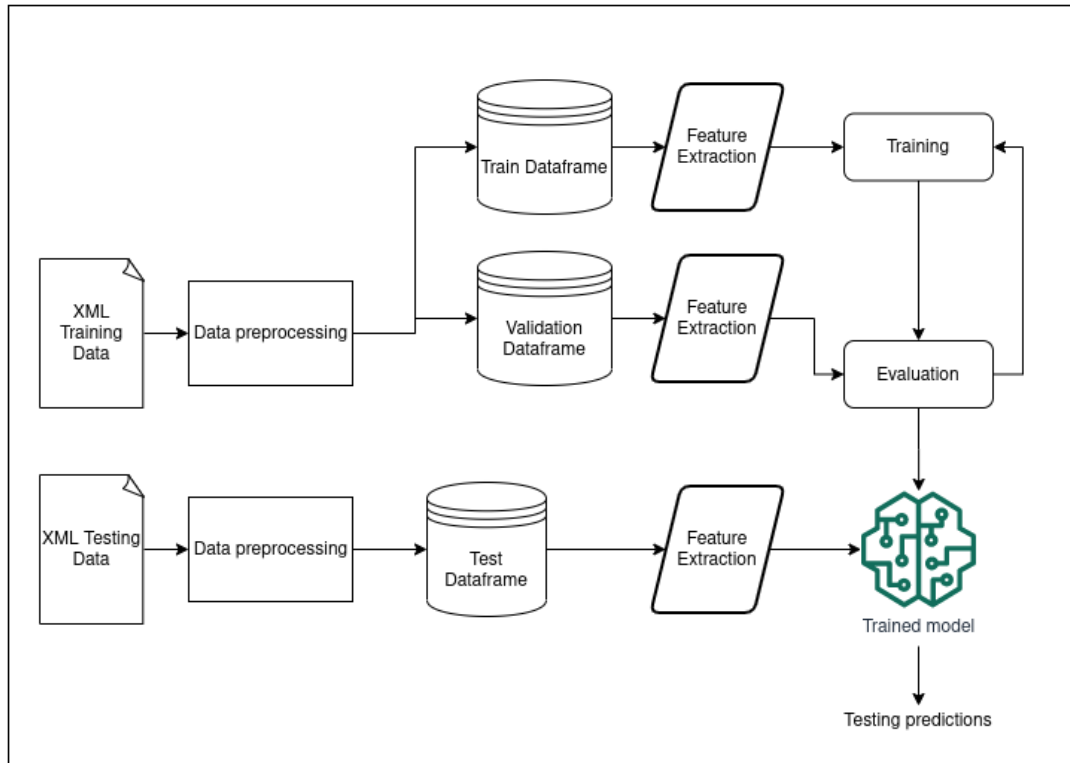 Train Dataframe
Feature
Extraction
Training
XML
Training
Data
Data preprocessing
Validation
Dataframe
Feature
Extraction
Evaluation
XML Testing
Data
Data preprocessing
Test
Dataframe
Feature
Extraction
Trained model
Testing predictions